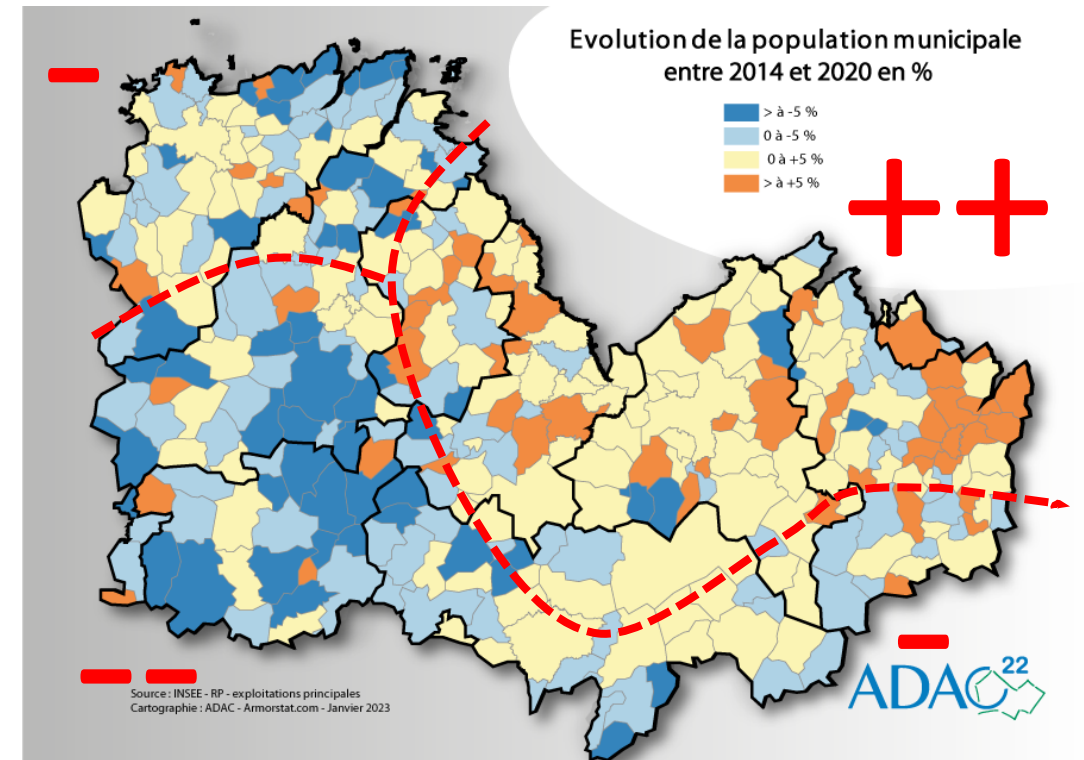 Evolution de la population municipale
entre 2014 et 2020 en %
> à -5 %
0 à -5 %
0 à +5 %
> à +5 %
Source : INSEE - RP - exploitations principales
Cartographie : ADAC - Armorstat.com - Janvier 2023
ADAC 22